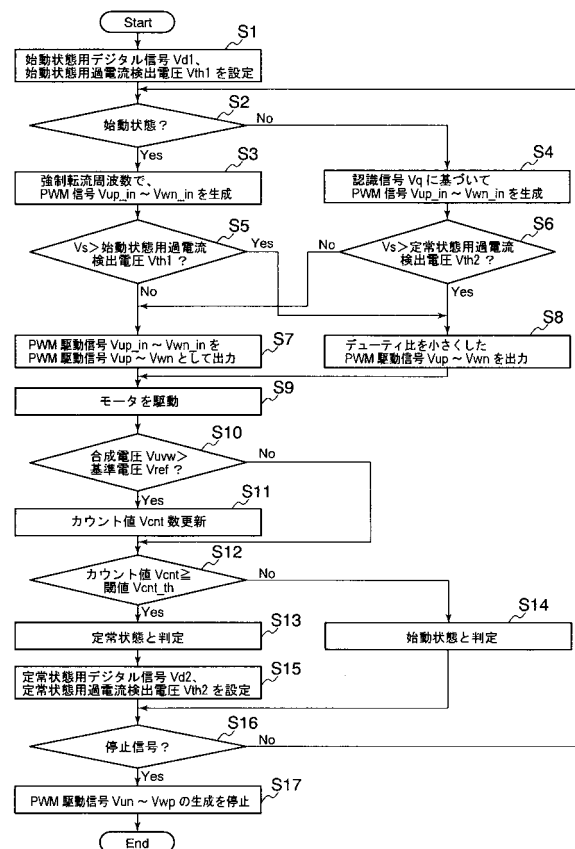 Start
S1
始動状態用デジタル信号 Vd1、
始動状態用過電流検出電圧 Vth1 を設定
S2
始動状態？
No
Yes
S3
強制転流周波数で、
PWM 信号 Vup_in ～ Vwn_in を生成
S4
認識信号 Vq に基づいて
PWM 信号 Vup_in ～ Vwn_in を生成
S5
Vs＞始動状態用過電流
検出電圧 Vth1 ？
Yes
No
S6
Vs＞定常状態用過電流
検出電圧 Vth2 ？
No
Yes
S7
PWM 駆動信号 Vup_in ～ Vwn_in を
PWM 駆動信号 Vup ～ Vwn として出力
S8
デューティ比を小さくした
PWM 駆動信号 Vup ～ Vwn を出力
S9
モータを駆動
S10
合成電圧 Vuvw＞
基準電圧 Vref ？
No
Yes
S11
カウント値 Vcnt 数更新
S12
カウント値 Vcnt≧
閾値 Vcnt_th
No
Yes
S13
定常状態と判定
S14
始動状態と判定
S15
定常状態用デジタル信号 Vd2、
定常状態用過電流検出電圧 Vth2 を設定
S16
停止信号？
No
Yes
S17
PWM 駆動信号 Vun ～ Vwp の生成を停止
End